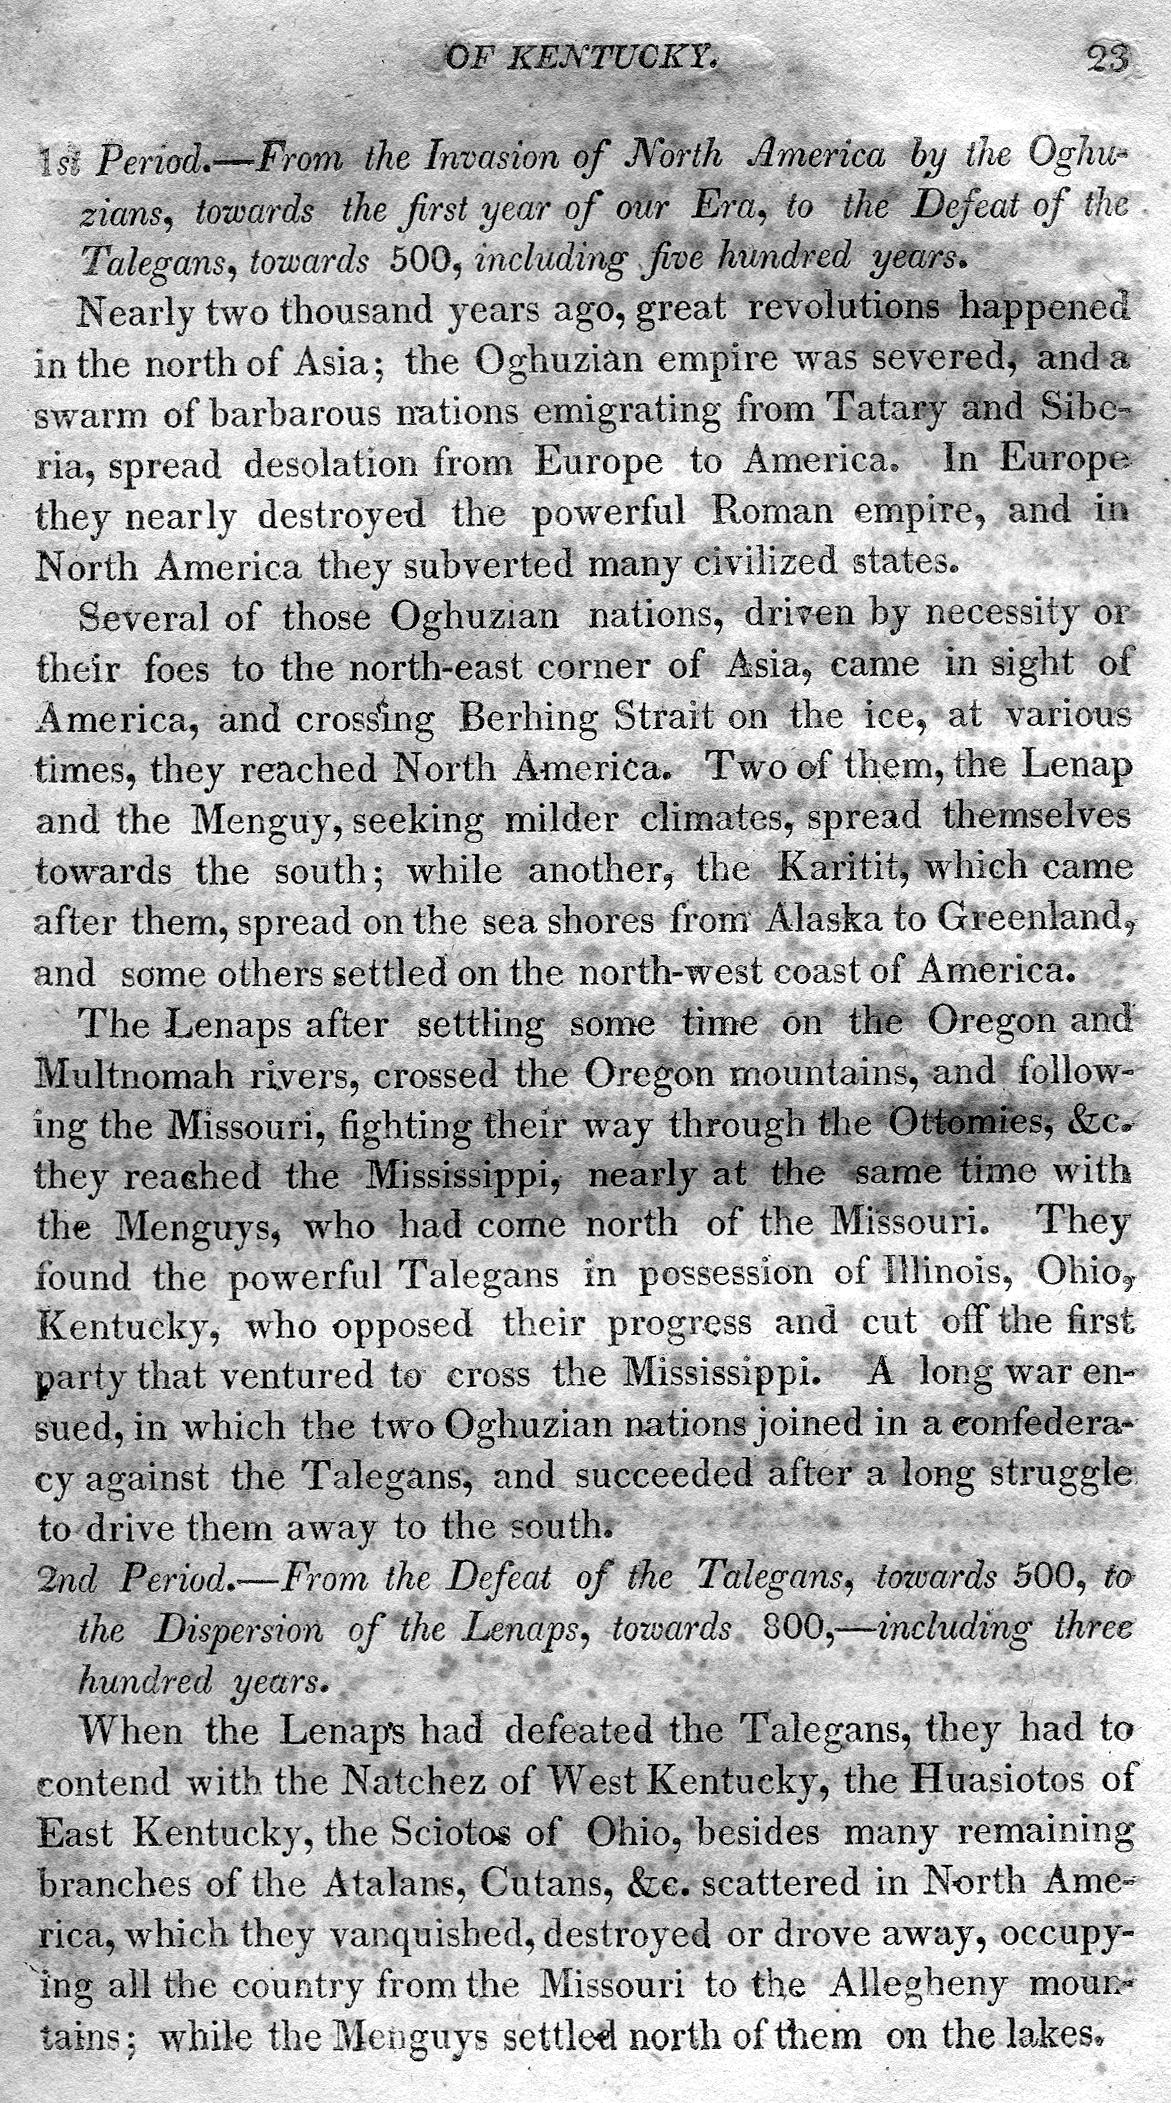 OF KENTUCKY. 23
1st Period.—From the Invasion of North America by the Oghu-
zians, towards the first year of our Era, to the Defeat of the
Talegans, towards 500, including five hundred years.
Nearly two thousand years ago, great revolutions happened
in the north of Asia; the Oghuzian empire was severed, and a
swarm of barbarous nations emigrating from Tatary and Sibe-
ria, spread desolation from Europe to America. In Europe
they nearly destroyed the powerful Roman empire, and in
North America they subverted many civilized states.
Several of those Oghuzian nations, driven by necessity or
their foes to the north-east corner of Asia, came in sight of
America, and crossing Berhing Strait on the ice, at various
times, they reached North America. Two of them, the Lenap
and the Menguy, seeking milder climates, spread themselves
towards the south; while another, the Karitit, which came
after them, spread on the sea shores from Alaska to Greenland,
and some others settled on the north-west coast of America.
The Lenaps after settling some time on the Oregon and
Multnomah rivers, crossed the Oregon mountains, and follow-
ing the Missouri, fighting their way through the Ottomies, &c.
they reached the Mississippi, nearly at the same time with
the Menguys, who had come north of the Missouri. They
found the powerful Talegans in possession of Illinois, Ohio,
Kentucky, who opposed their progress and cut off the first
party that ventured to cross the Mississippi. A long war en-
sued, in which the two Oghuzian nations joined in a confedera-
cy against the Talegans, and succeeded after a long struggle
to drive them away to the south.
2nd Period.—From the Defeat of the Talegans, towards 500, to
the Dispersion of the Lenaps, towards 800,—including three
hundred years.
When the Lenaps had defeated the Talegans, they had to
contend with the Natchez of West Kentucky, the Huasiotos of
East Kentucky, the Sciotos of Ohio, besides many remaining
branches of the Atalans, Cutans, &c. scattered in North Ame-
rica, which they vanquished, destroyed or drove away, occupy-
ing all the country from the Missouri to the Allegheny moun-
tains; while the Menguys settled north of them on the lakes.